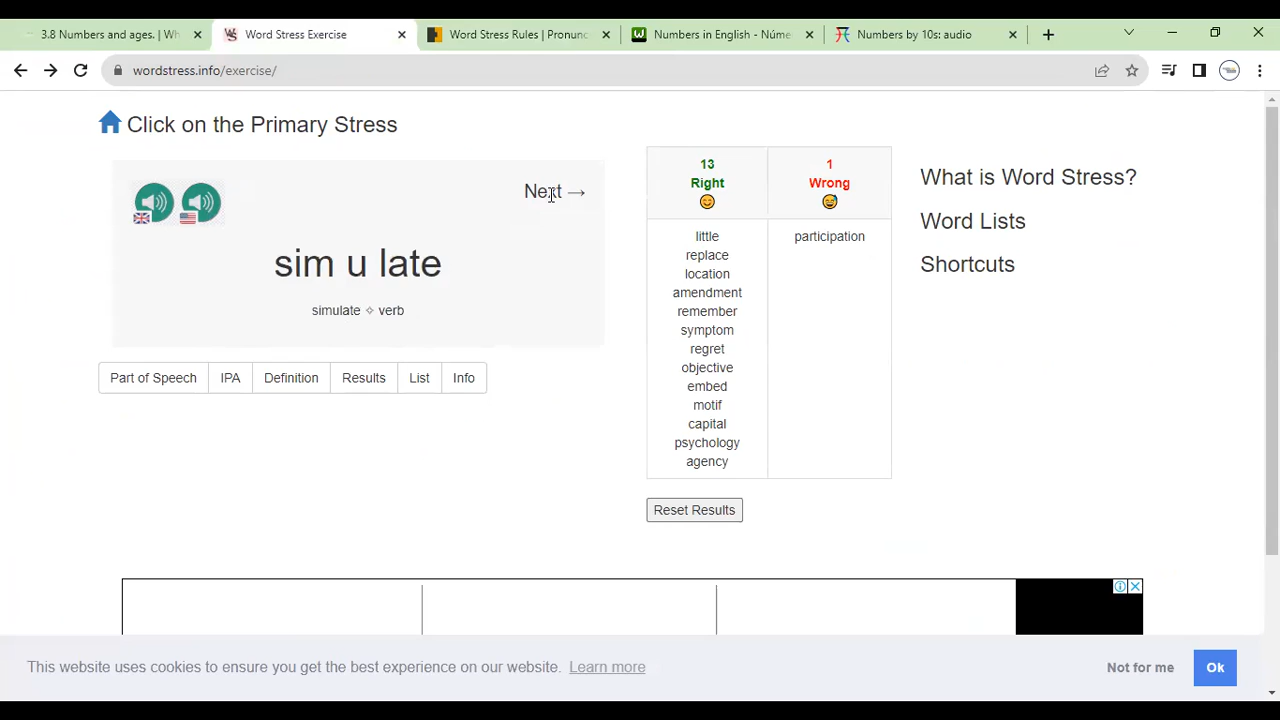 3.8 Numbers and ages. | Wh
Word Stress Exercise
Word Stress Rules | Pronunc
Numbers in English - Núme
Numbers by 10s: audio
wordstress.info/exercise/
Click on the Primary Stress
Next →
sim u late
simulate ✧ verb
Part of Speech
IPA
Definition
Results
List
Info
13
Right
1
Wrong
little
replace
location
amendment
remember
symptom
regret
objective
embed
motif
capital
psychology
agency
participation
Reset Results
What is Word Stress?
Word Lists
Shortcuts
This website uses cookies to ensure you get the best experience on our website. Learn more
Not for me
Ok